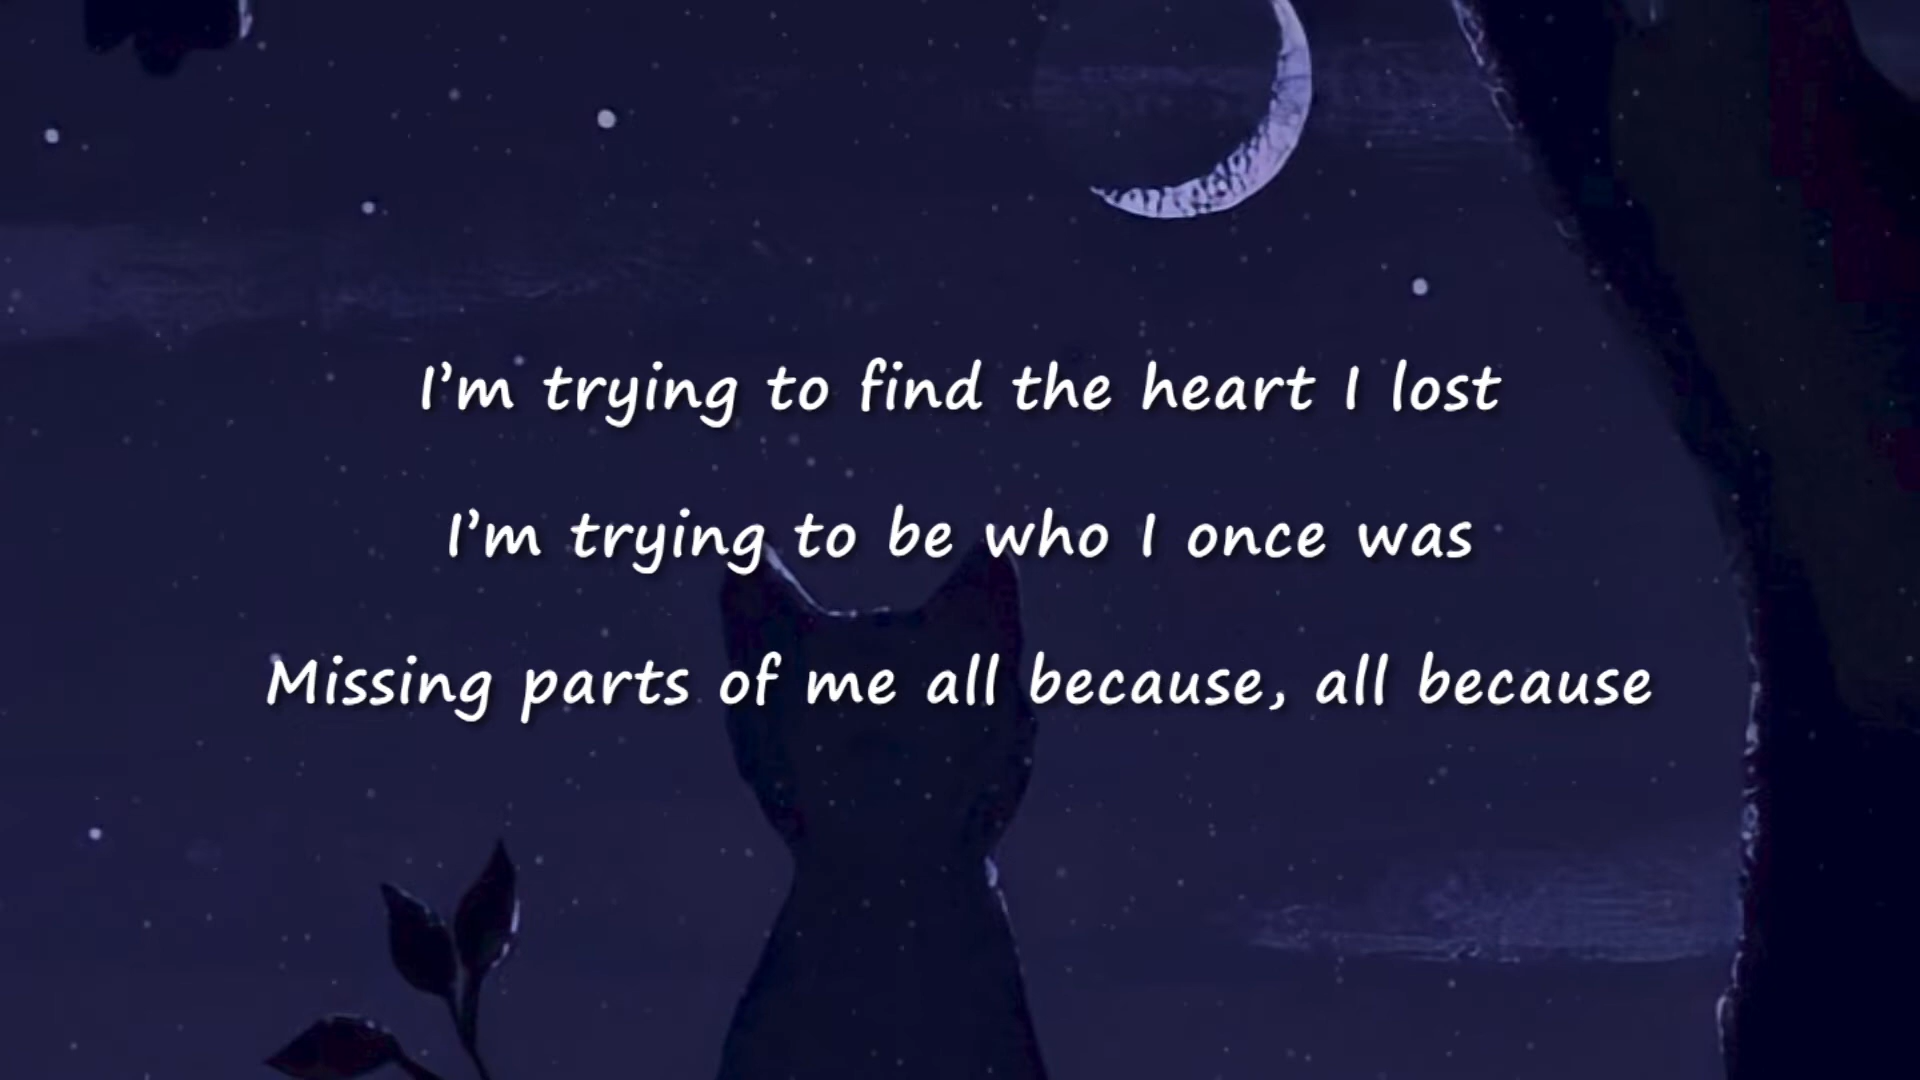 I’m trying to find the heart I lost
I’m trying to be who I once was
Missing parts of me all because, all because